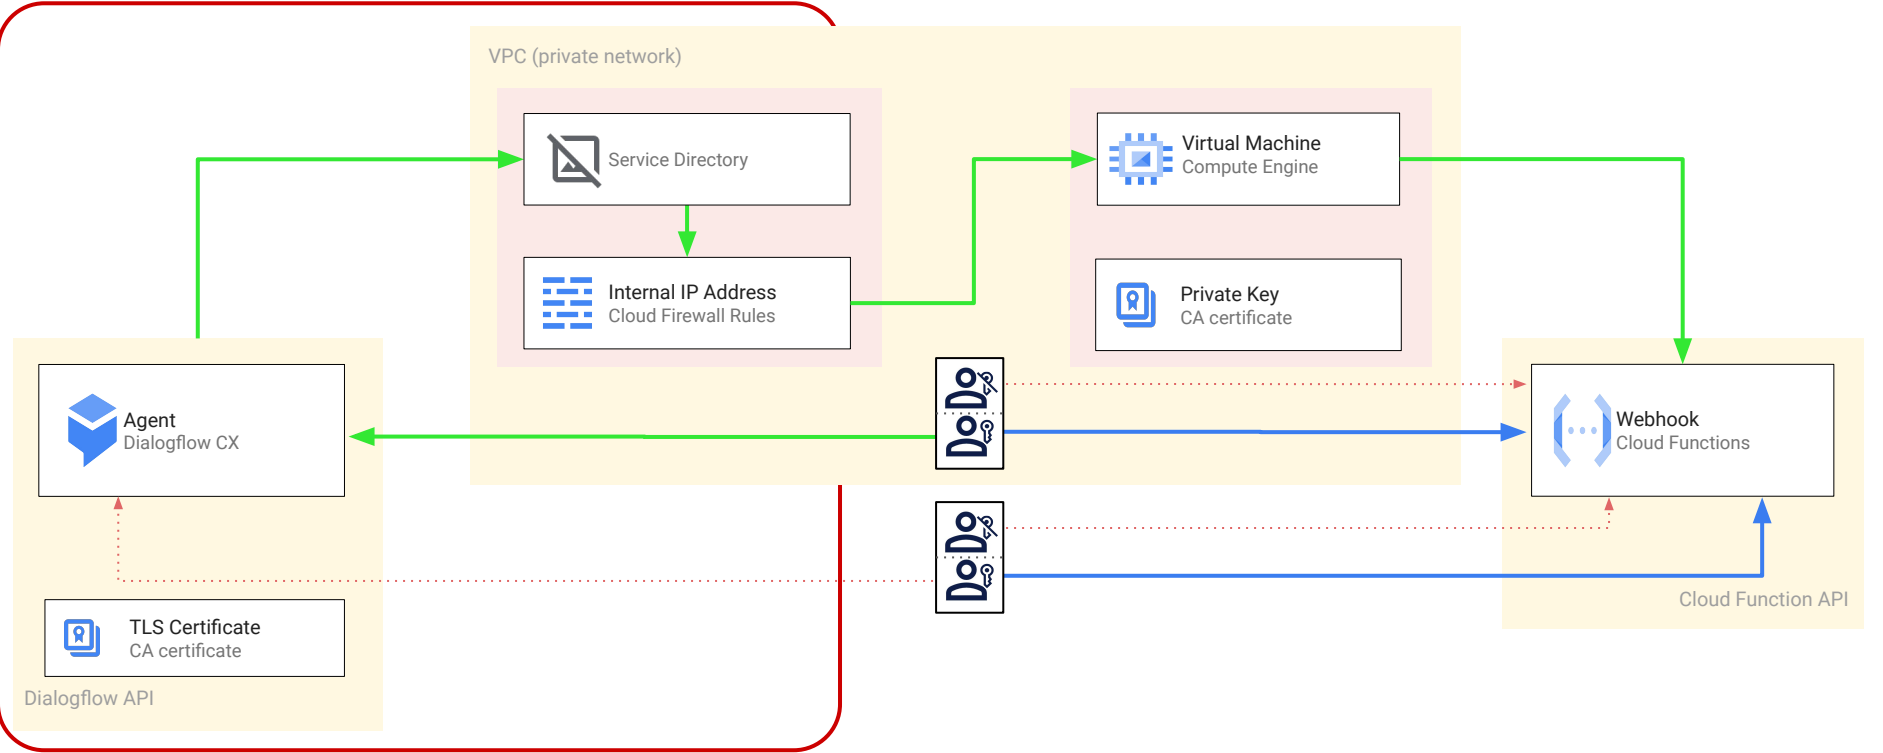 VPC (private network)
Service Directory
Internal IP Address
Cloud Firewall Rules
Virtual Machine
Compute Engine
Private Key
CA certificate
Agent
Dialogflow CX
TLS Certificate
CA certificate
Dialogflow API
Webhook
Cloud Functions
Cloud Function API